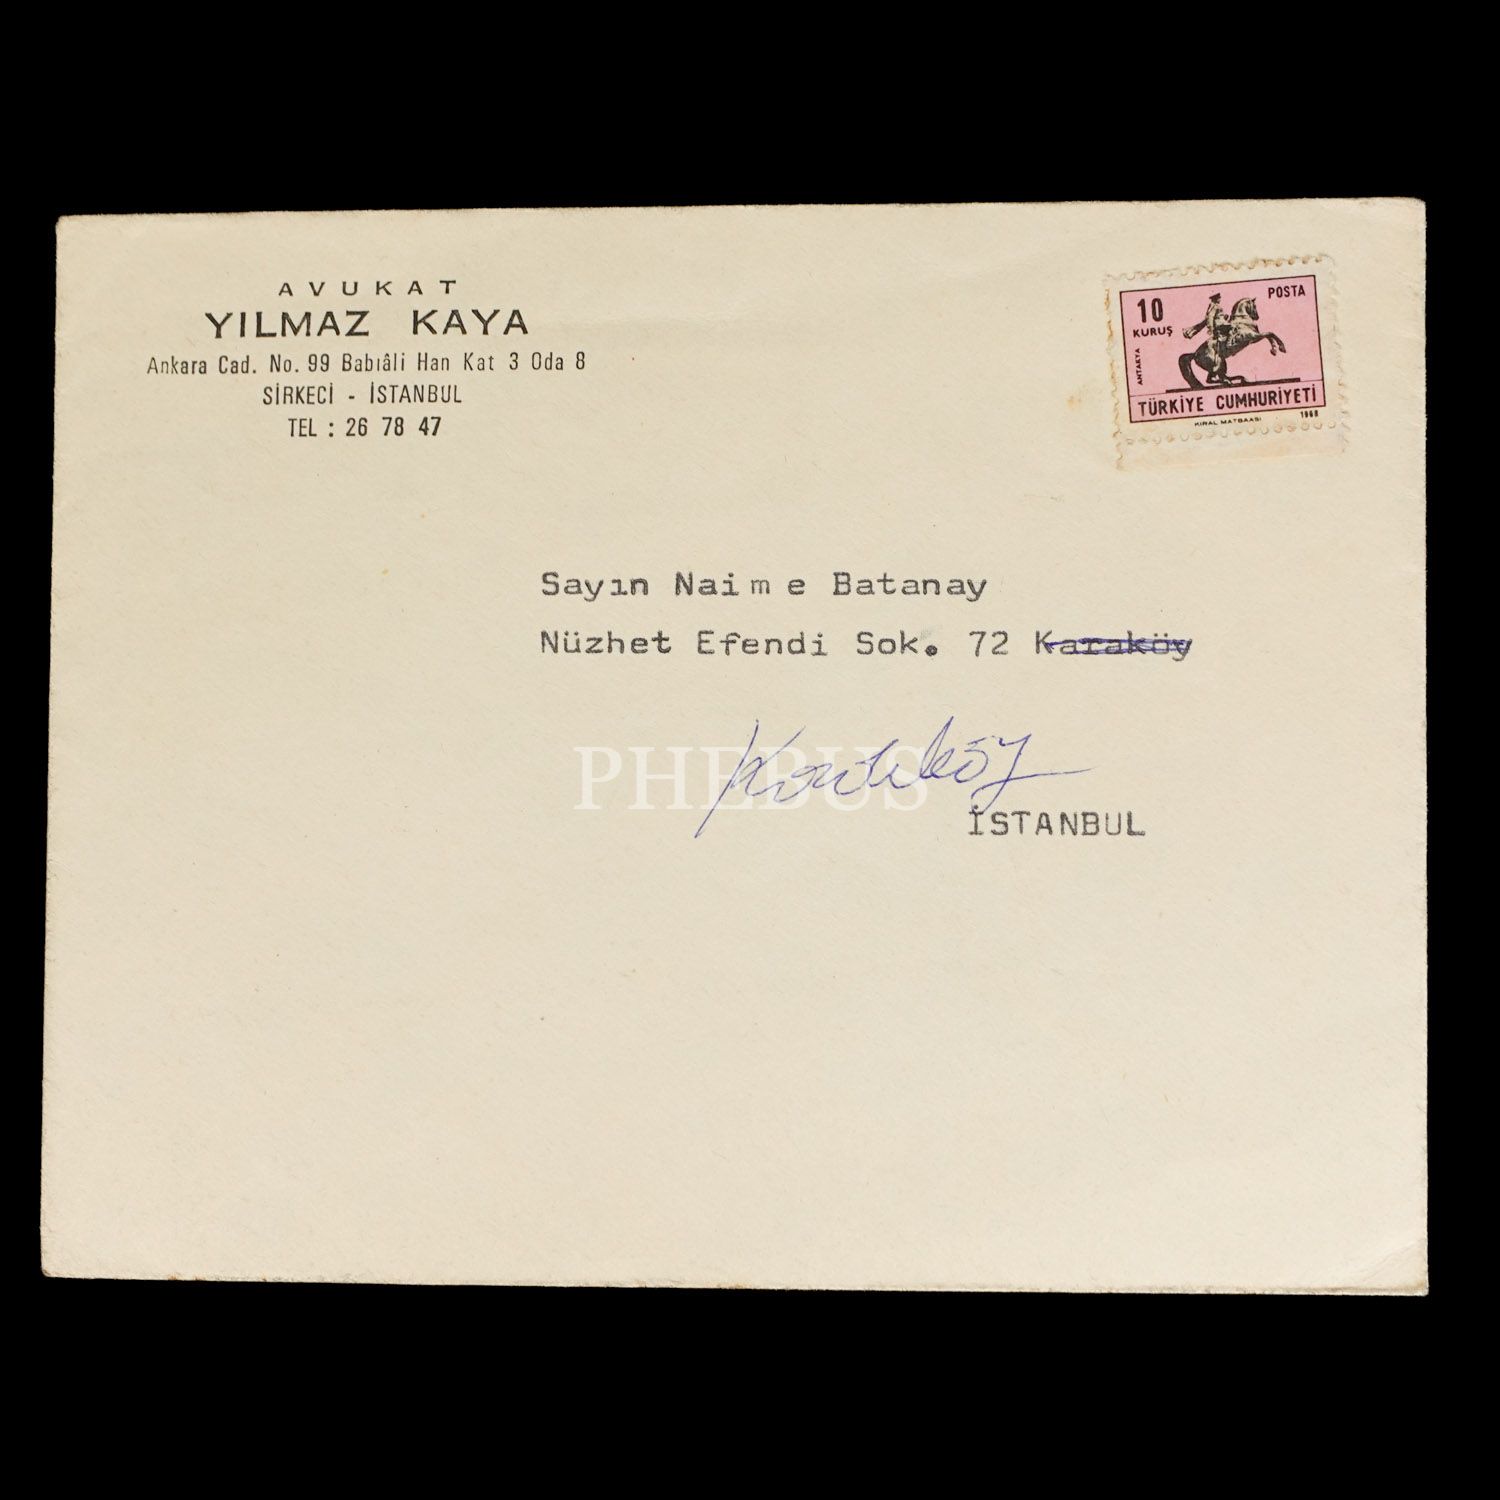 AVUKAT
YILMAZ KAYA
Ankara Cad. No. 99 Babıâli Han Kat 3 Oda 8
SİRKECİ - İSTANBUL
TEL : 26 78 47
10 KURUŞ
POSTA
ANTAKYA
TÜRKİYE CUMHURİYETİ
KIRAL MATBAASI 1968
Sayın Naime Batanay
Nüzhet Efendi Sok. 72 Karaköy
PHEBUS
İSTANBUL